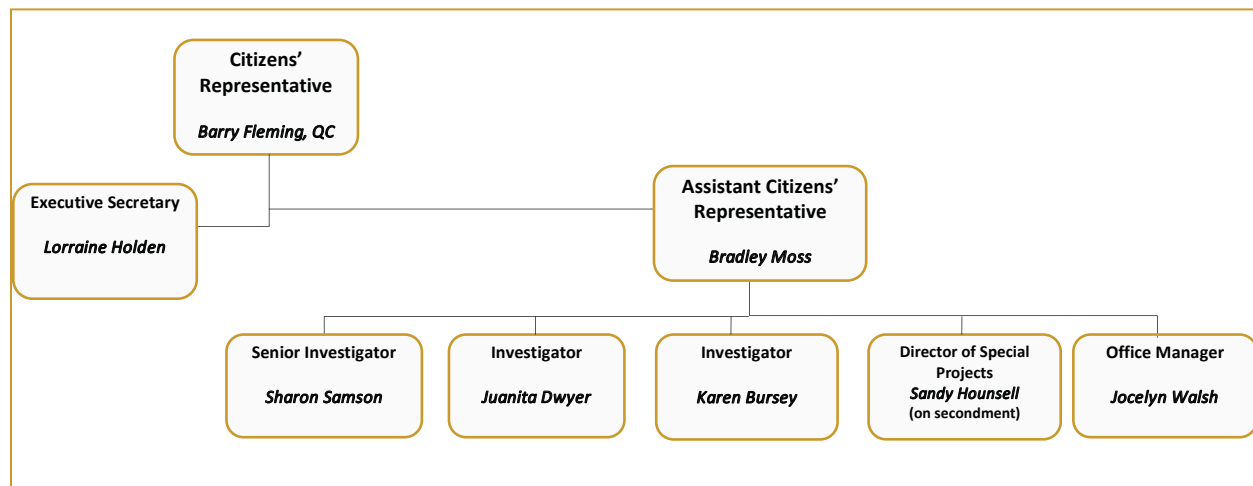 Citizens’
Representative
Barry Fleming, QC
Executive Secretary
Lorraine Holden
Assistant Citizens’
Representative
Bradley Moss
Senior Investigator
Sharon Samson
Investigator
Juanita Dwyer
Investigator
Karen Bursey
Director of Special
Projects
Sandy Hounsell
(on secondment)
Office Manager
Jocelyn Walsh